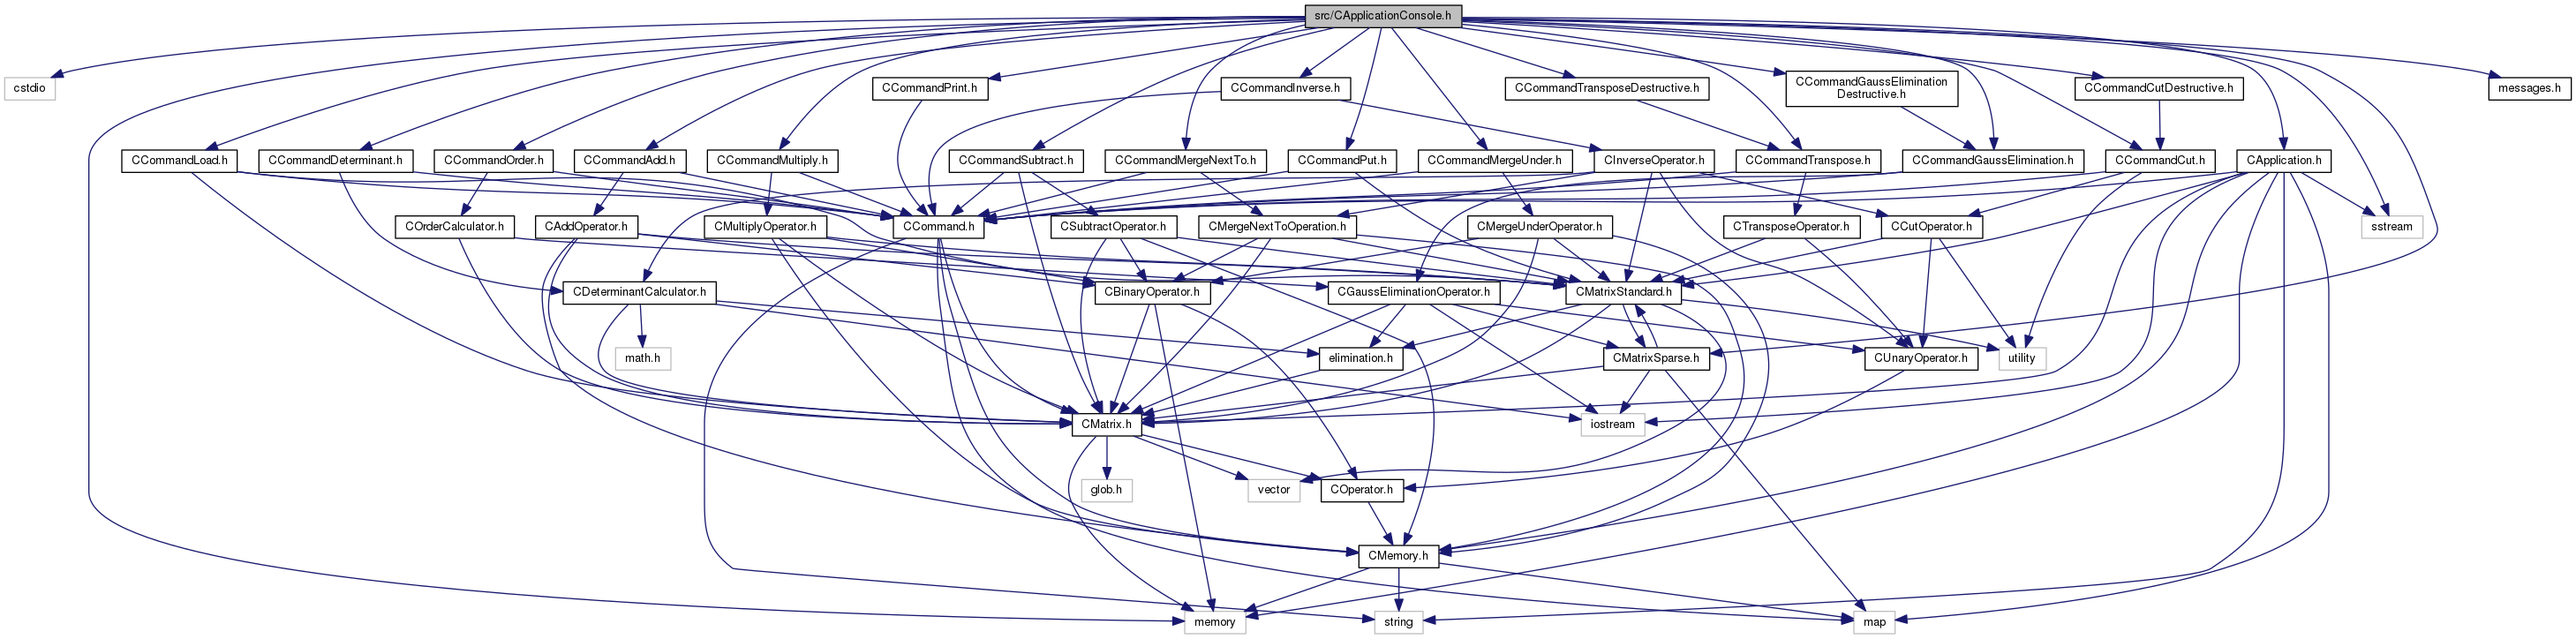 src/CApplicationConsole.h
cstdio
CCommandPrint.h
CCommandInverse.h
CCommandTransposeDestructive.h
CCommandGaussElimination
Destructive.h
CCommandCutDestructive.h
messages.h
CCommandLoad.h
CCommandDeterminant.h
CCommandOrder.h
CCommandAdd.h
CCommandMultiply.h
CCommandSubtract.h
CCommandMergeNextTo.h
CCommandPut.h
CCommandMergeUnder.h
CInverseOperator.h
CCommandTranspose.h
CCommandGaussElimination.h
CCommandCut.h
CApplication.h
COrderCalculator.h
CAddOperator.h
CMultiplyOperator.h
CCommand.h
CSubtractOperator.h
CMergeNextToOperation.h
CMergeUnderOperator.h
CTransposeOperator.h
CCutOperator.h
sstream
CDeterminantCalculator.h
CBinaryOperator.h
CGaussEliminationOperator.h
CMatrixStandard.h
math.h
elimination.h
CMatrixSparse.h
CUnaryOperator.h
utility
CMatrix.h
iostream
glob.h
vector
COperator.h
CMemory.h
memory
string
map